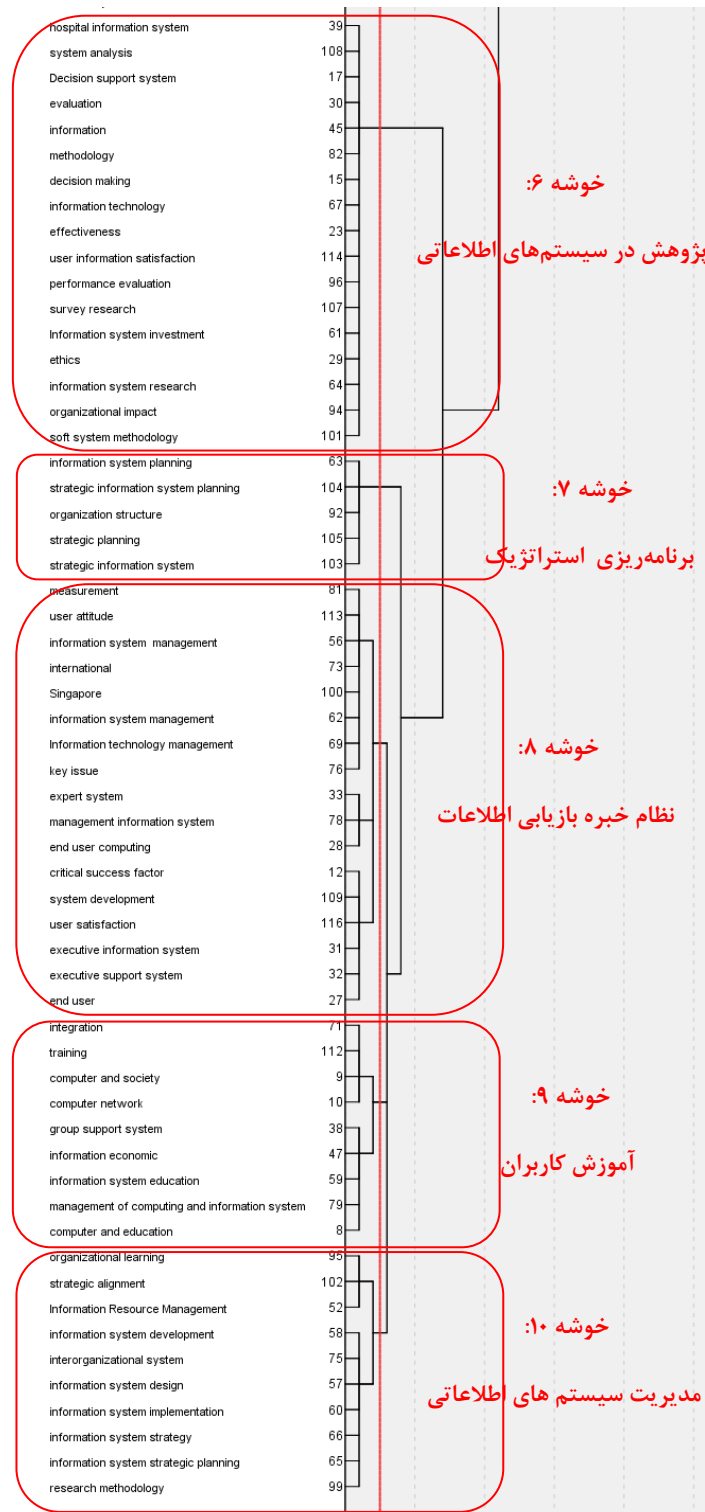 hospital information system 39
system analysis 108
Decision support system 17
evaluation 30
information 45
methodology 82
decision making 15
information technology 67
effectiveness 23
user information satisfaction 114
performance evaluation 96
survey research 107
Information system investment 61
ethics 29
information system research 64
organizational impact 94
soft system methodology 101
خوشه ۶:
پژوهش در سیستم‌های اطلاعاتی
information system planning 63
strategic information system planning 104
organization structure 92
strategic planning 105
strategic information system 103
خوشه ۷:
برنامه‌ریزی استراتژیک
measurement 81
user attitude 113
information system management 56
international 73
Singapore 100
information system management 62
Information technology management 69
key issue 76
expert system 33
management information system 78
end user computing 28
critical success factor 12
system development 109
user satisfaction 116
executive information system 31
executive support system 32
end user 27
خوشه ۸:
نظام خبره بازیابی اطلاعات
integration 71
training 112
computer and society 9
computer network 10
group support system 38
information economic 47
information system education 59
management of computing and information system 79
computer and education 8
خوشه ۹:
آموزش کاربران
organizational learning 95
strategic alignment 102
Information Resource Management 52
information system development 58
interorganizational system 75
information system design 57
information system implementation 60
information system strategy 66
information system strategic planning 65
research methodology 99
خوشه ۱۰:
مدیریت سیستم های اطلاعاتی